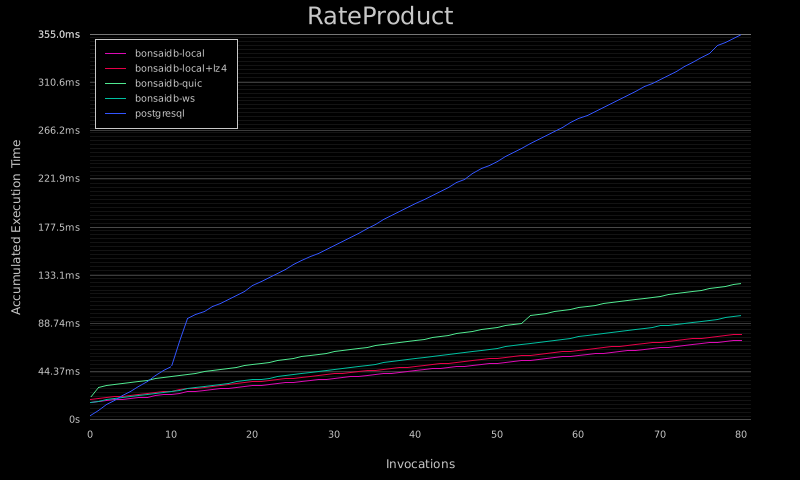 RateProduct
355.0ms
bonsaidb-local
bonsaidb-local+lz4
bonsaidb-quic
bonsaidb-ws
postgresql
310.6ms
266.2ms
221.9ms
177.5ms
133.1ms
88.74ms
44.37ms
0s
Accumulated Execution Time
0 10 20 30 40 50 60 70 80
Invocations